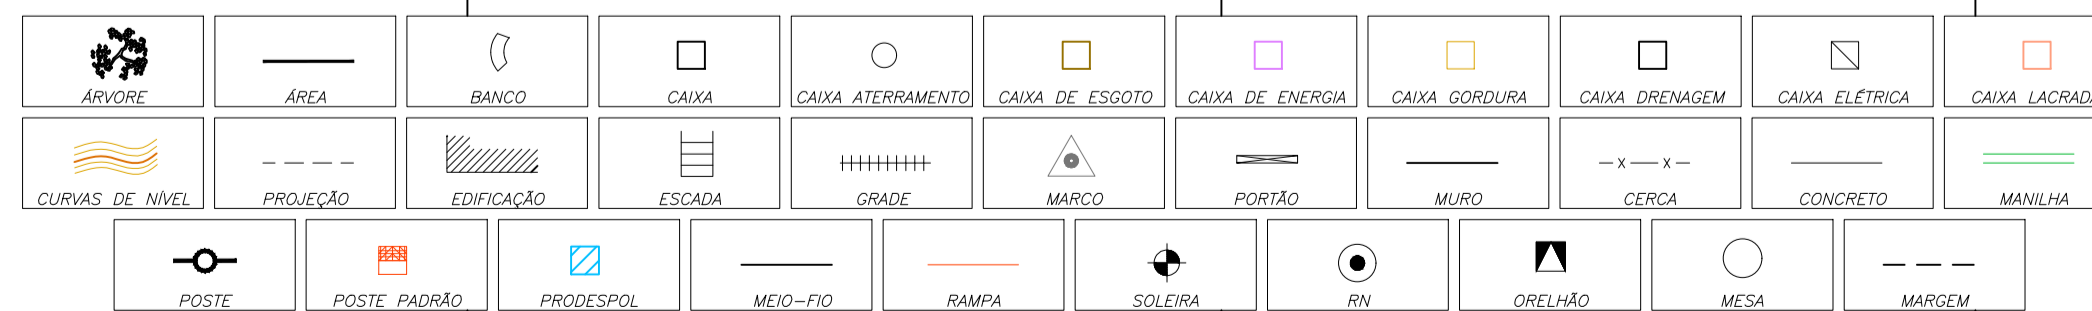 ÁRVORE
ÁREA
BANCO
CAIXA
CAIXA ATERRAMENTO
CAIXA DE ESGOTO
CAIXA DE ENERGIA
CAIXA GORDURA
CAIXA DRENAGEM
CAIXA ELÉTRICA
CAIXA LACRADA
CURVAS DE NÍVEL
PROJEÇÃO
EDIFICAÇÃO
ESCADA
GRADE
MARCO
PORTÃO
MURO
CERCA
CONCRETO
MANILHA
POSTE
POSTE PADRÃO
PRODESPOL
MEIO-FIO
RAMPA
SOLEIRA
RN
ORELHÃO
MESA
MARGEM